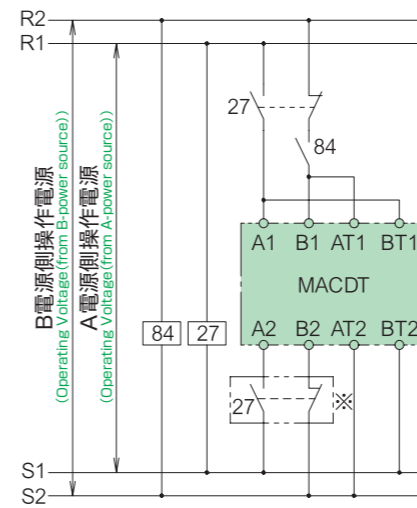 R2
R1
27
84
B電源側操作電源
(Operating Voltage(from B-power source))
A電源側操作電源
(Operating Voltage(from A-power source))
A1 B1 AT1 BT1
MACDT
A2 B2 AT2 BT2
84 27
27 ※
S1
S2